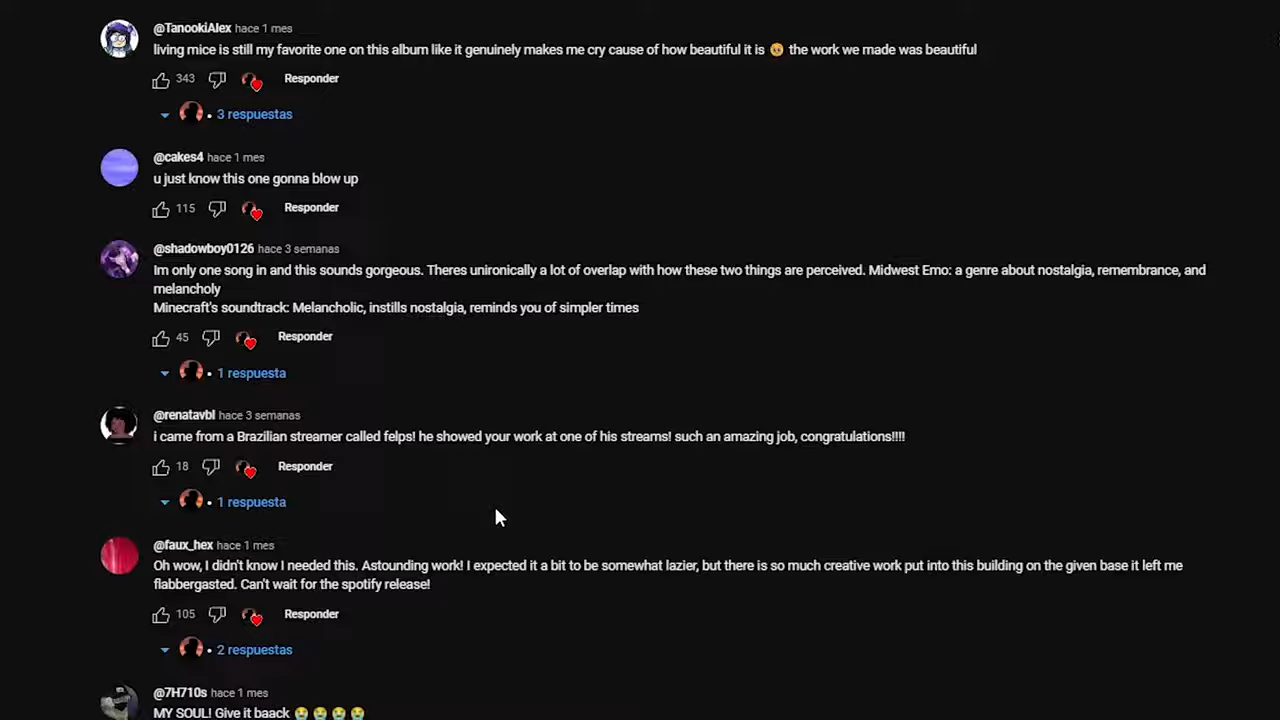 @TanookiAlex hace 1 mes
living mice is still my favorite one on this album like it genuinely makes me cry cause of how beautiful it is 😡 the work we made was beautiful
343 Responder
3 respuestas
@cakes4 hace 1 mes
u just know this one gonna blow up
115 Responder
@shadowboy0126 hace 3 semanas
Im only one song in and this sounds gorgeous. Theres unironically a lot of overlap with how these two things are perceived. Midwest Emo: a genre about nostalgia, remembrance, and
melancholy
Minecraft's soundtrack: Melancholic, instills nostalgia, reminds you of simpler times
45 Responder
1 respuesta
@renatavbl hace 3 semanas
i came from a Brazilian streamer called felps! he showed your work at one of his streams! such an amazing job, congratulations!!!!
18 Responder
1 respuesta
@faux_hex hace 1 mes
Oh wow, I didn't know I needed this. Astounding work! I expected it a bit to be somewhat lazier, but there is so much creative work put into this building on the given base it left me
flabbergasted. Can't wait for the spotify release!
105 Responder
2 respuestas
@7H710s hace 1 mes
MY SOUL! Give it baack 😭 😭 😭 😭